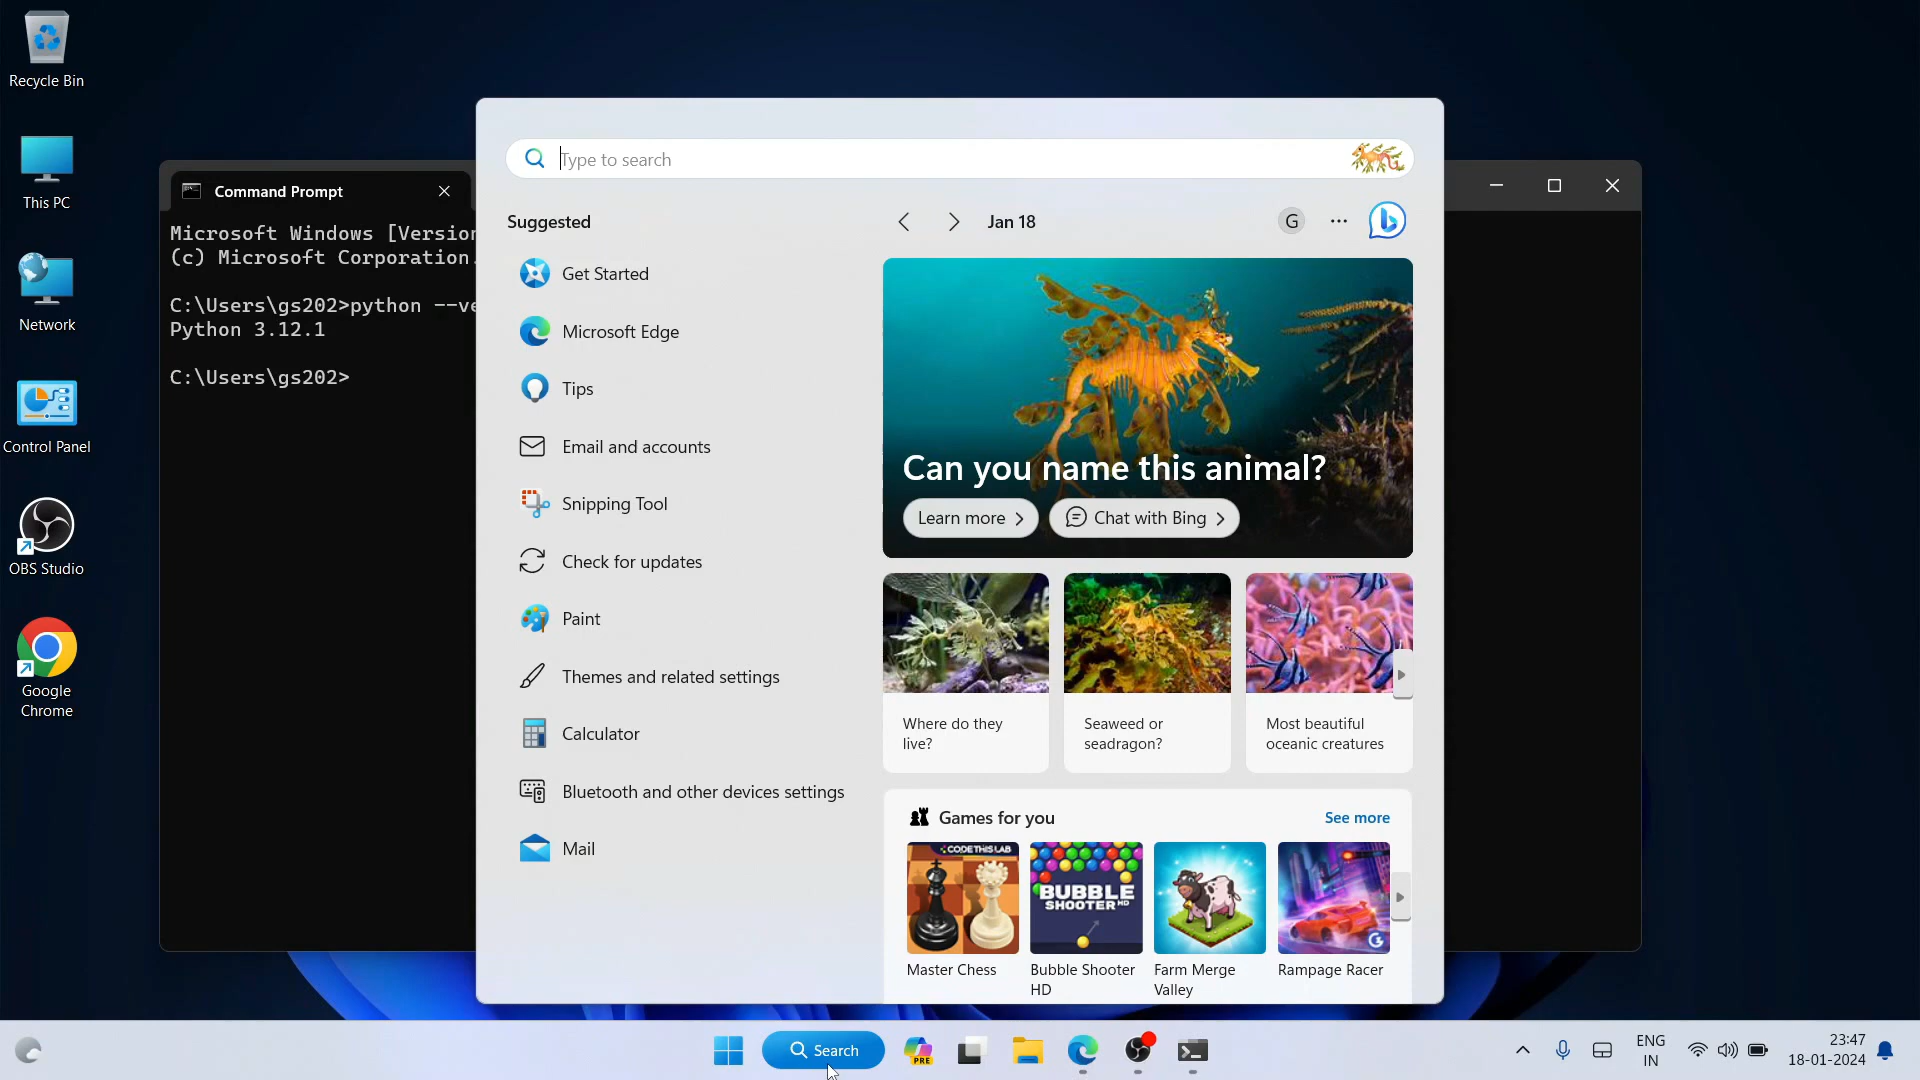 Recycle Bin
This PC
Network
Control Panel
OBS Studio
Google
Chrome
Command Prompt
Microsoft Windows [Version
(c) Microsoft Corporation.
C:\Users\gs202>python --ve
Python 3.12.1
C:\Users\gs202>
Type to search
Suggested
Get Started
Microsoft Edge
Tips
Email and accounts
Snipping Tool
Check for updates
Paint
Themes and related settings
Calculator
Bluetooth and other devices settings
Mail
Jan 18
G
Can you name this animal?
Learn more
Chat with Bing
Where do they
live?
Seaweed or
seadragon?
Most beautiful
oceanic creatures
Games for you
See more
CODETHISLAB
BUBBLE
SHOOTER HD
Master Chess
Bubble Shooter
HD
Farm Merge
Valley
Rampage Racer
Search
PRE
ENG
IN
23:47
18-01-2024